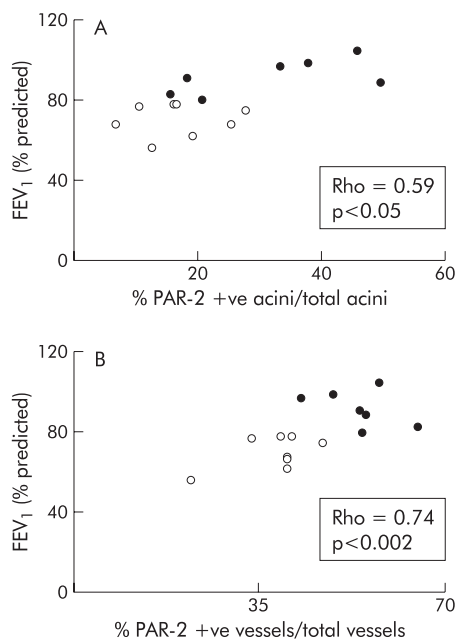 A
120
80
40
0
FEV1 (% predicted)
Rho = 0.59
p<0.05
20
40
60
% PAR-2 +ve acini/total acini
B
120
80
40
0
FEV1 (% predicted)
Rho = 0.74
p<0.002
35
70
% PAR-2 +ve vessels/total vessels